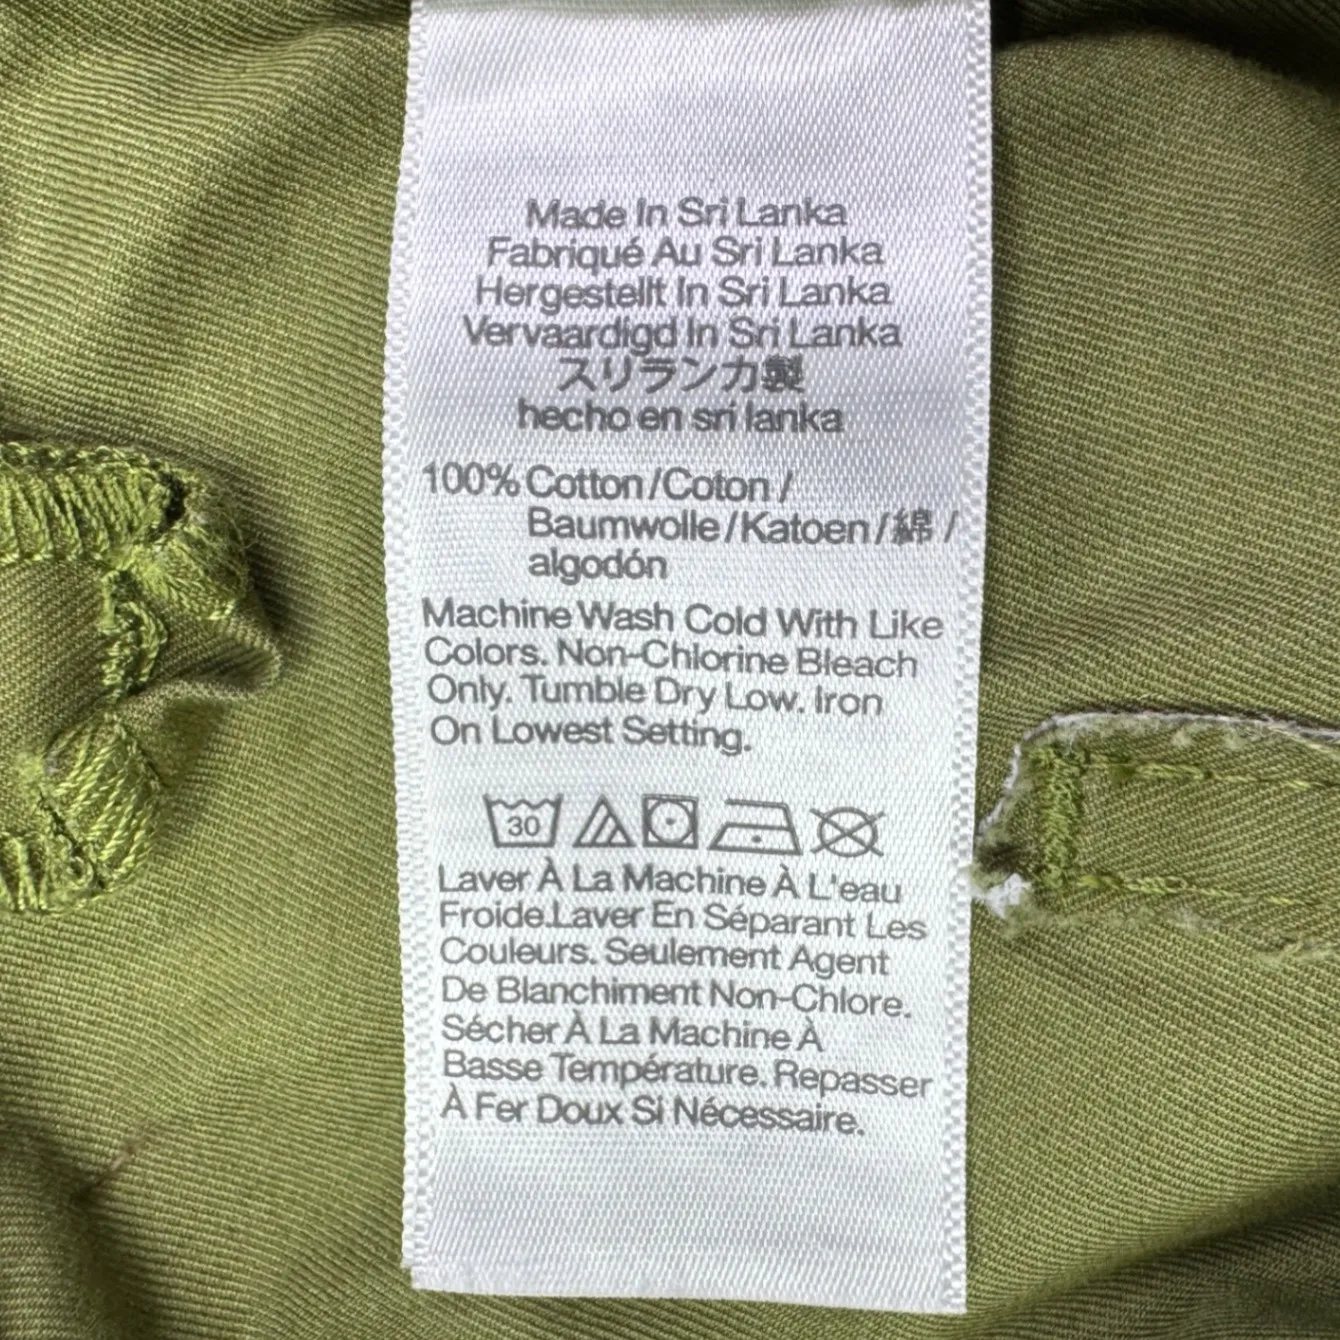 Made In Sri Lanka
Fabriqué Au Sri Lanka
Hergestellt In Sri Lanka
Vervaardigd In Sri Lanka
スリランカ製
hecho en sri lanka
100% Cotton / Coton /
Baumwolle / Katoen / 綿 /
algodón
Machine Wash Cold With Like
Colors. Non-Chlorine Bleach
Only. Tumble Dry Low. Iron
On Lowest Setting.
30
Laver À La Machine À L'eau
Froide.Laver En Séparant Les
Couleurs. Seulement Agent
De Blanchiment Non-Chlore.
Sécher À La Machine À
Basse Température. Repasser
À Fer Doux Si Nécessaire.